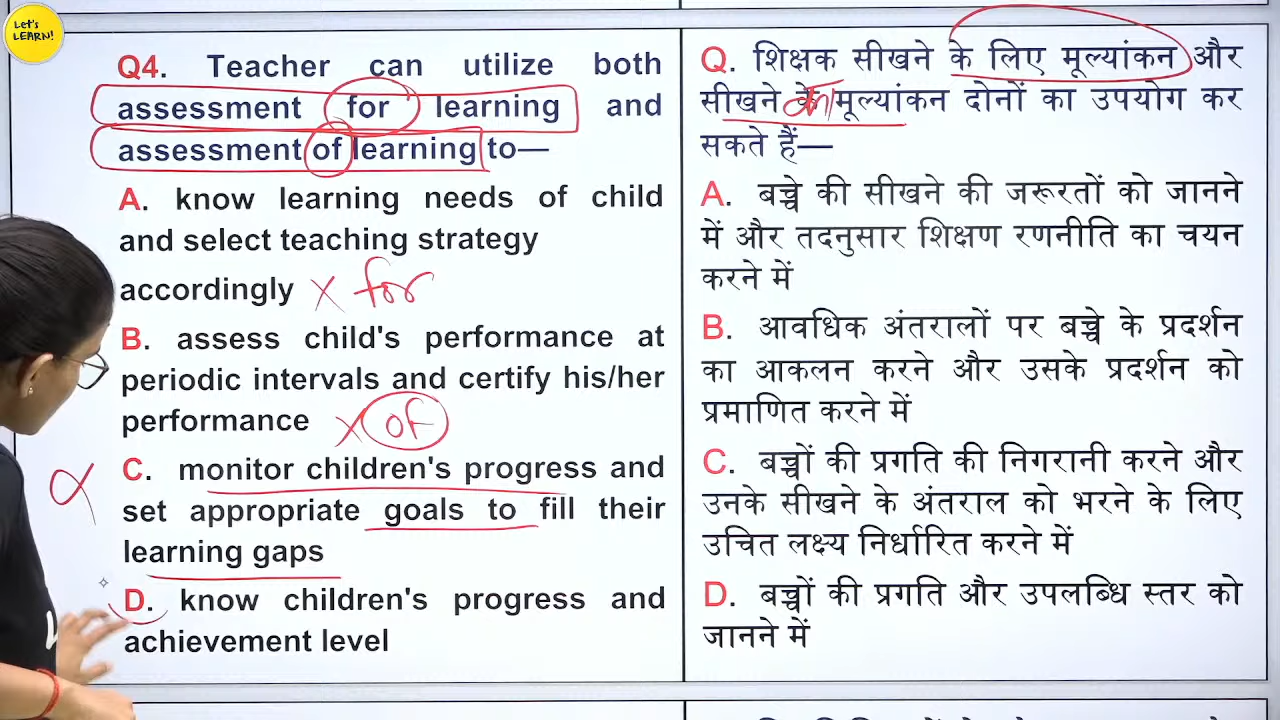 Let's
LEARN!
Q4. Teacher can utilize both
assessment for learning and
assessment of learning to—
A. know learning needs of child
and select teaching strategy
accordingly x for
B. assess child's performance at
periodic intervals and certify his/her
performance x of
C. monitor children's progress and
set appropriate goals to fill their
learning gaps
D. know children's progress and
achievement level
Q. शिक्षक सीखने के लिए मूल्यांकन और
सीखने का मूल्यांकन दोनों का उपयोग कर
सकते हैं—
A. बच्चे की सीखने की जरूरतों को जानने
में और तदनुसार शिक्षण रणनीति का चयन
करने में
B. आवधिक अंतरालों पर बच्चे के प्रदर्शन
का आकलन करने और उसके प्रदर्शन को
प्रमाणित करने में
C. बच्चों की प्रगति की निगरानी करने और
उनके सीखने के अंतराल को भरने के लिए
उचित लक्ष्य निर्धारित करने में
D. बच्चों की प्रगति और उपलब्धि स्तर को
जानने में